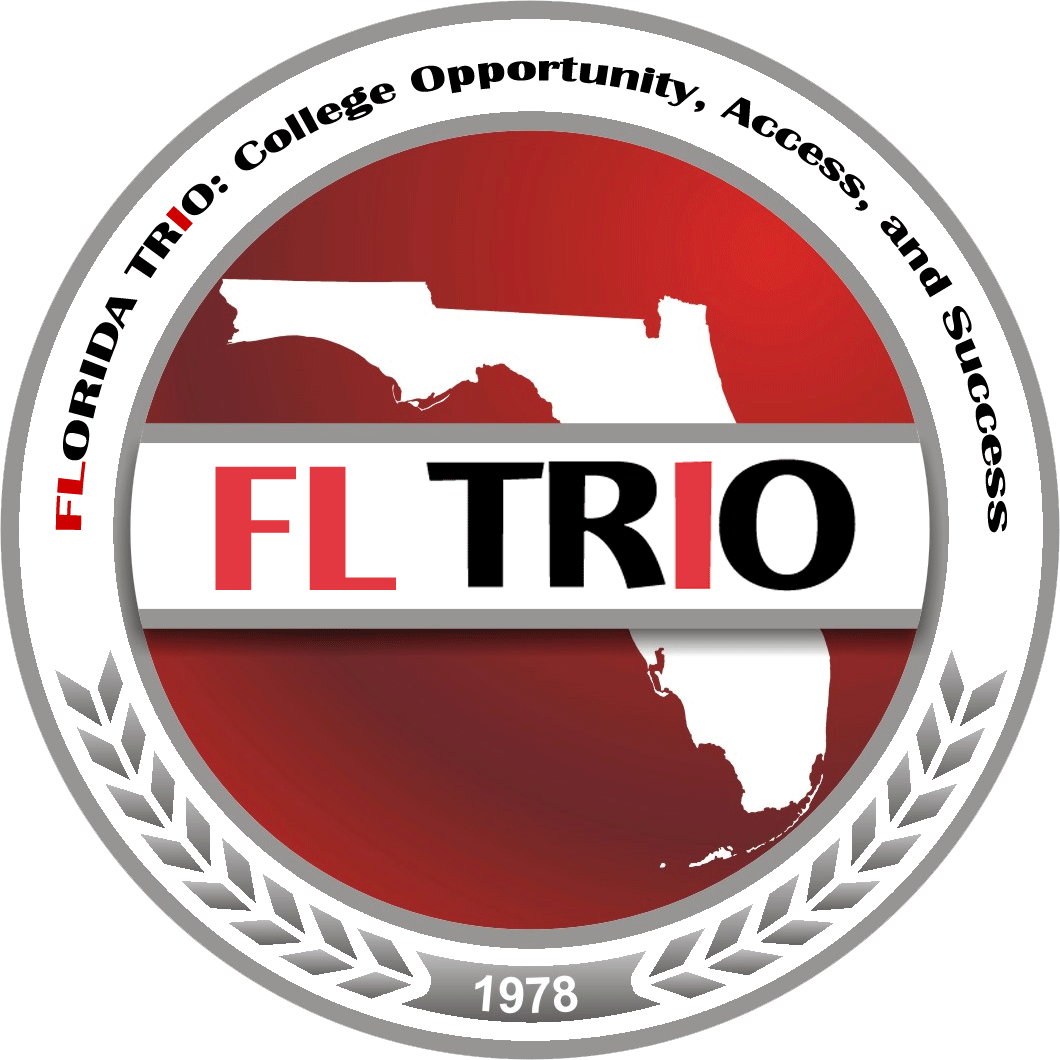 FLORIDA TRIO: College Opportunity, Access, and Success
FL TRIO
1978